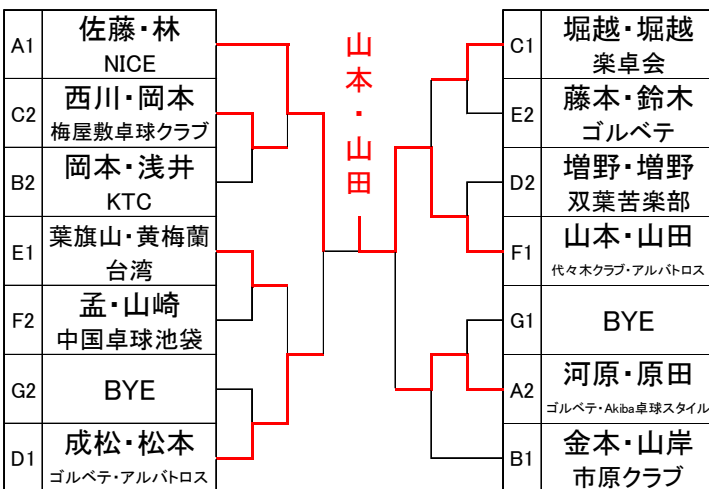 A1
佐藤・林
NICE
C2
西川・岡本
梅屋敷卓球クラブ
B2
岡本・浅井
KTC
E1
葉旗山・黄梅蘭
台湾
F2
孟・山崎
中国卓球池袋
G2
BYE
D1
成松・松本
ゴルベテ・アルバトロス
山本・山田
C1
堀越・堀越
楽卓会
E2
藤本・鈴木
ゴルベテ
D2
増野・増野
双葉苦楽部
F1
山本・山田
代々木クラブ・アルバトロス
G1
BYE
A2
河原・原田
ゴルベテ・Akiba卓球スタイル
B1
金本・山岸
市原クラブ